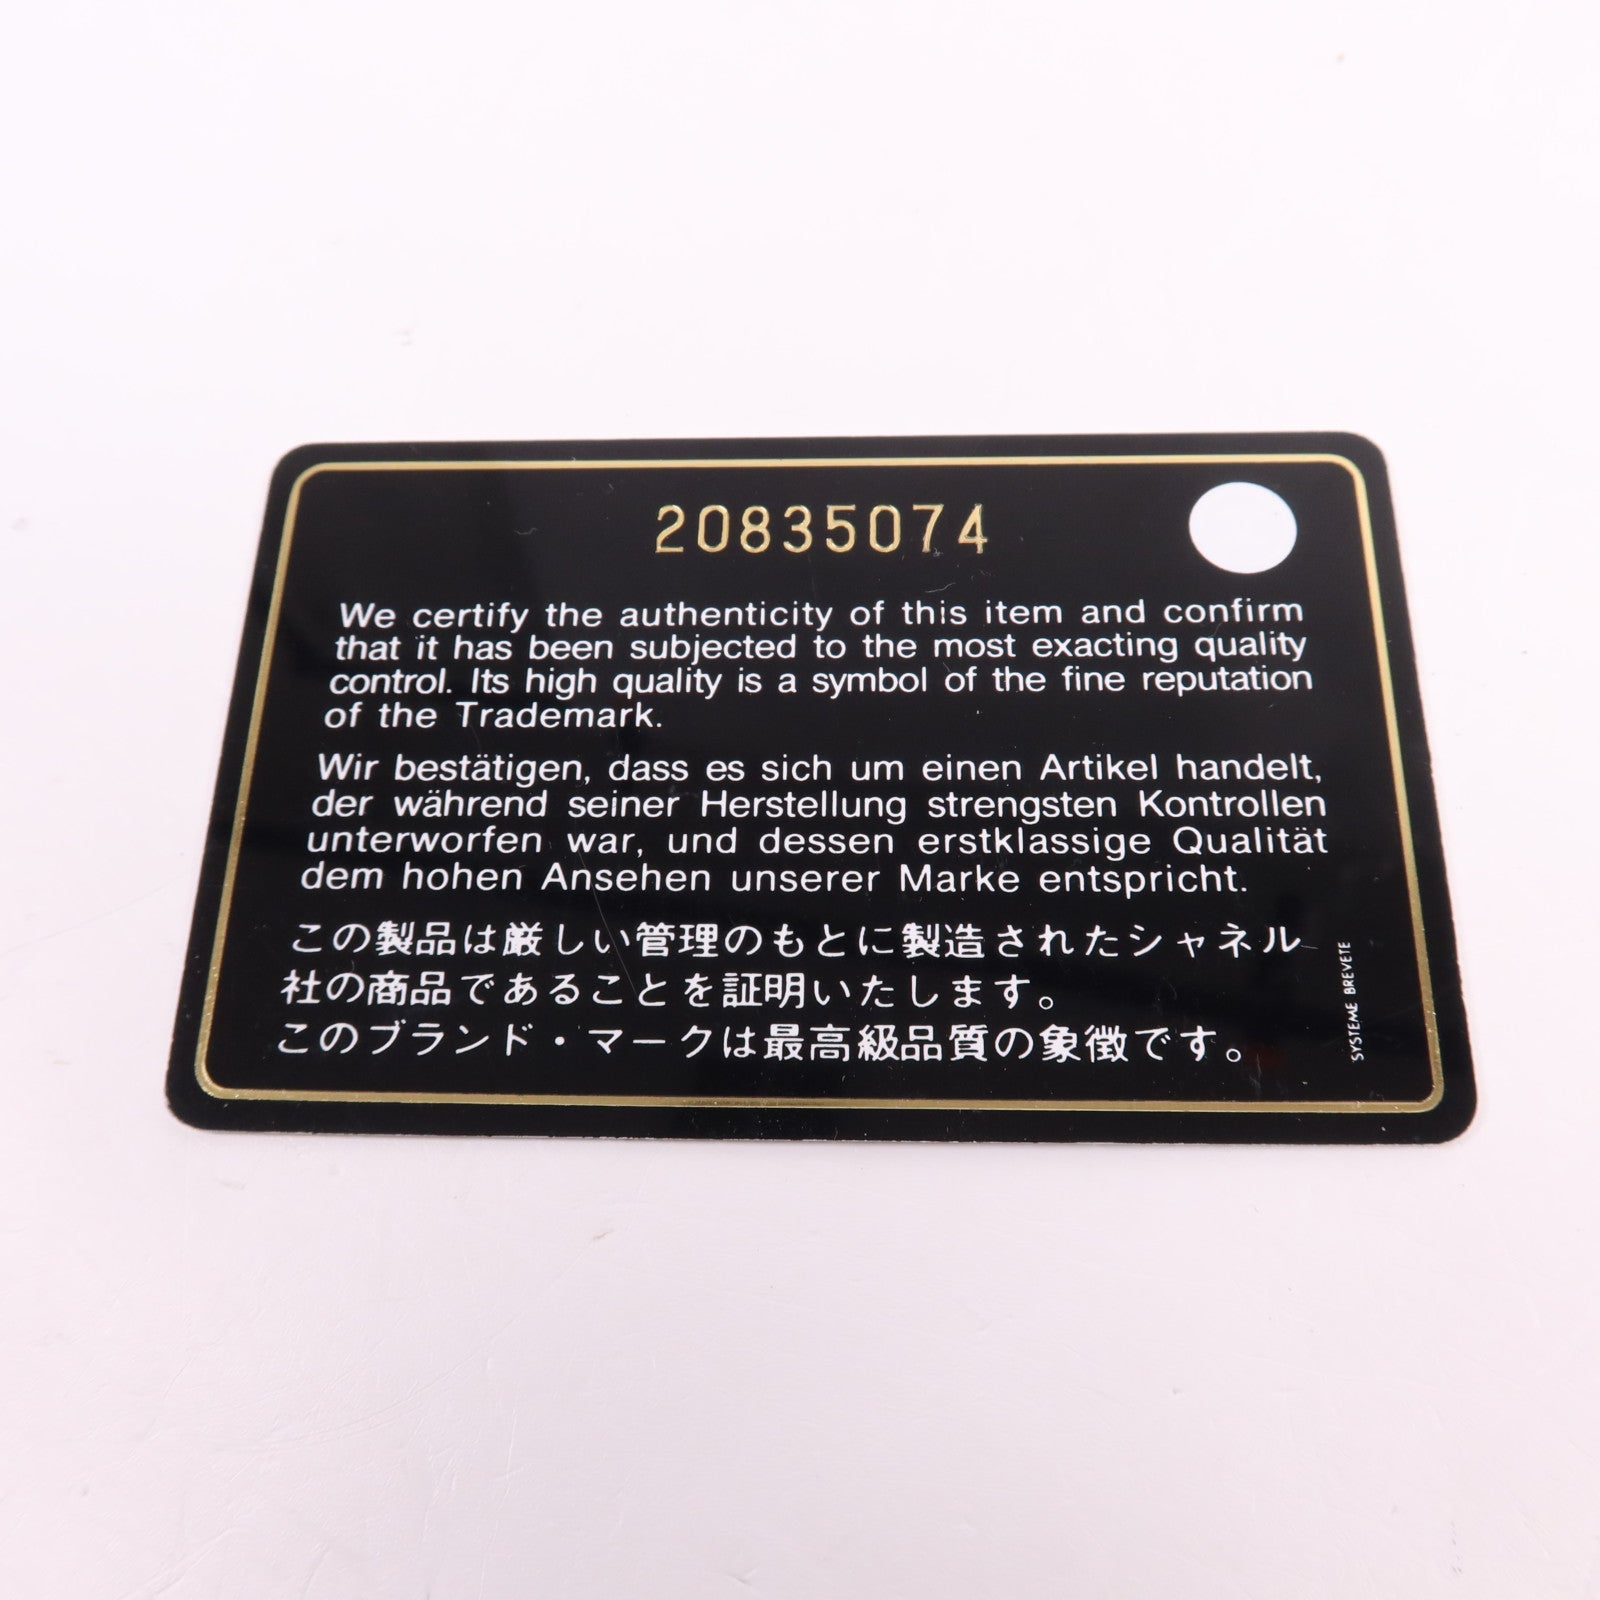 20835074
We certify the authenticity of this item and confirm
that it has been subjected to the most exacting quality
control. Its high quality is a symbol of the fine reputation
of the Trademark.
Wir bestätigen, dass es sich um einen Artikel handelt,
der während seiner Herstellung strengsten Kontrollen
unterworfen war, und dessen erstklassige Qualität
dem hohen Ansehen unserer Marke entspricht.
この製品は厳しい管理のもとに製造されたシャネル
社の商品であることを証明いたします。
このブランド・マークは最高級品質の象徴です。
SYSTEME BREVETE